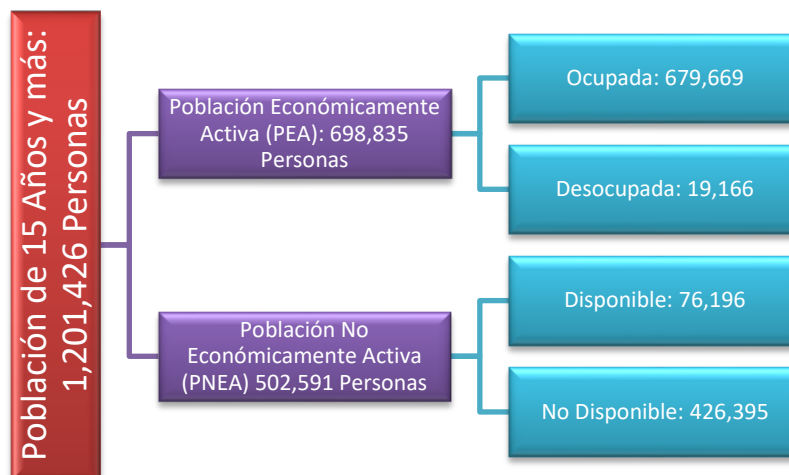 Población de 15 Años y más:
1,201,426 Personas
Población Económicamente
Activa (PEA): 698,835
Personas
Ocupada: 679,669
Desocupada: 19,166
Población No
Económicamente Activa
(PNEA) 502,591 Personas
Disponible: 76,196
No Disponible: 426,395